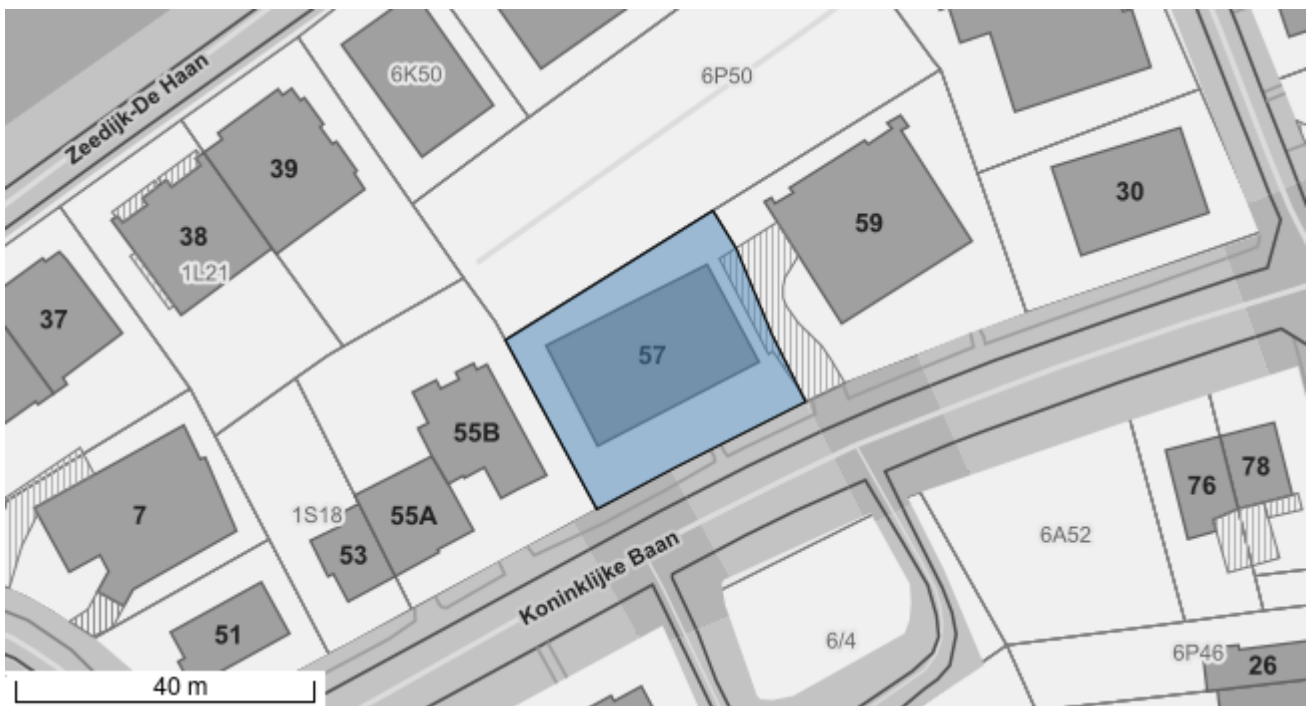 Zeedijk-De Haan
6K50
6P50
39
59
30
38
1L21
37
57
55B
76
78
7
1S18
55A
6A52
53
Koninklijke Baan
51
6/4
6P46
26
40 m